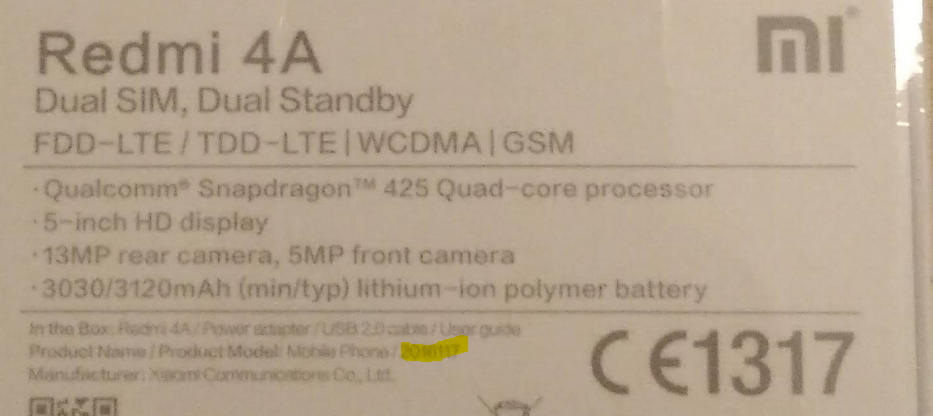 Redmi 4A
mi
Dual SIM, Dual Standby
FDD-LTE / TDD-LTE | WCDMA | GSM
·Qualcomm® Snapdragon™ 425 Quad-core processor
·5-inch HD display
·13MP rear camera, 5MP front camera
·3030/3120mAh (min/typ) lithium-ion polymer battery
In the Box: Redmi 4A / Power adapter / USB 2.0 cable / User guide
Product Name / Product Model: Mobile Phone / 2016117
Manufacturer: Xiaomi Communications Co., Ltd.
CE1317